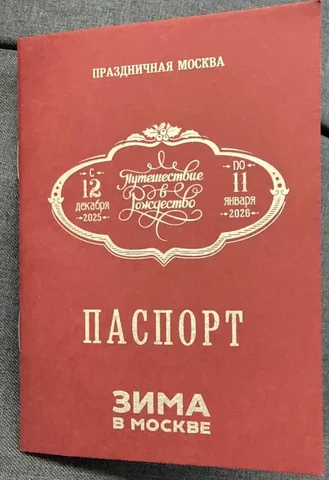 ПРАЗДНИЧНАЯ МОСКВА
С
12
декабря
2025
Путешествие
в
Рождество
ПО
11
января
2026
ПАСПОРТ
ЗИМА
В МОСКВЕ